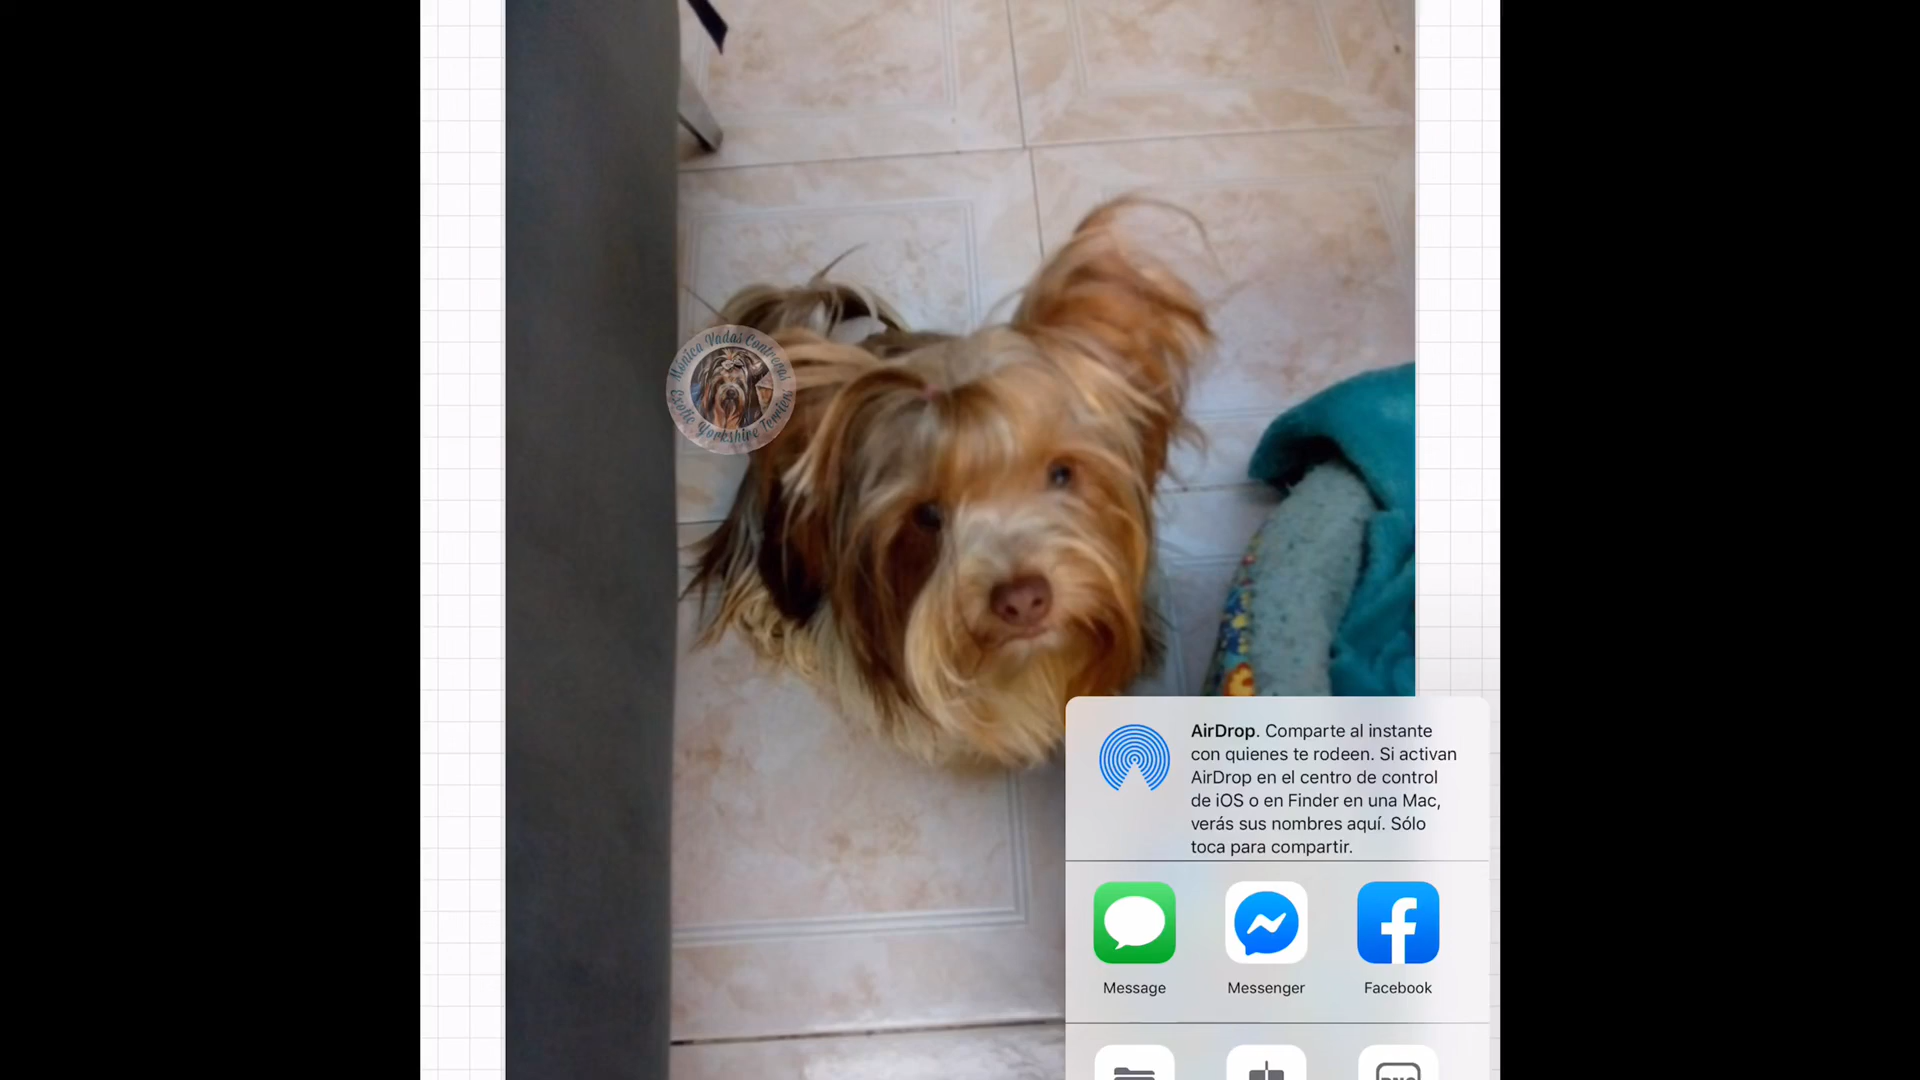 Mónica Vadas Contreras
Exotic Yorkshire Terrier
AirDrop. Comparte al instante
con quienes te rodeen. Si activan
AirDrop en el centro de control
de iOS o en Finder en una Mac,
verás sus nombres aquí. Sólo
toca para compartir.
Message
Messenger
Facebook